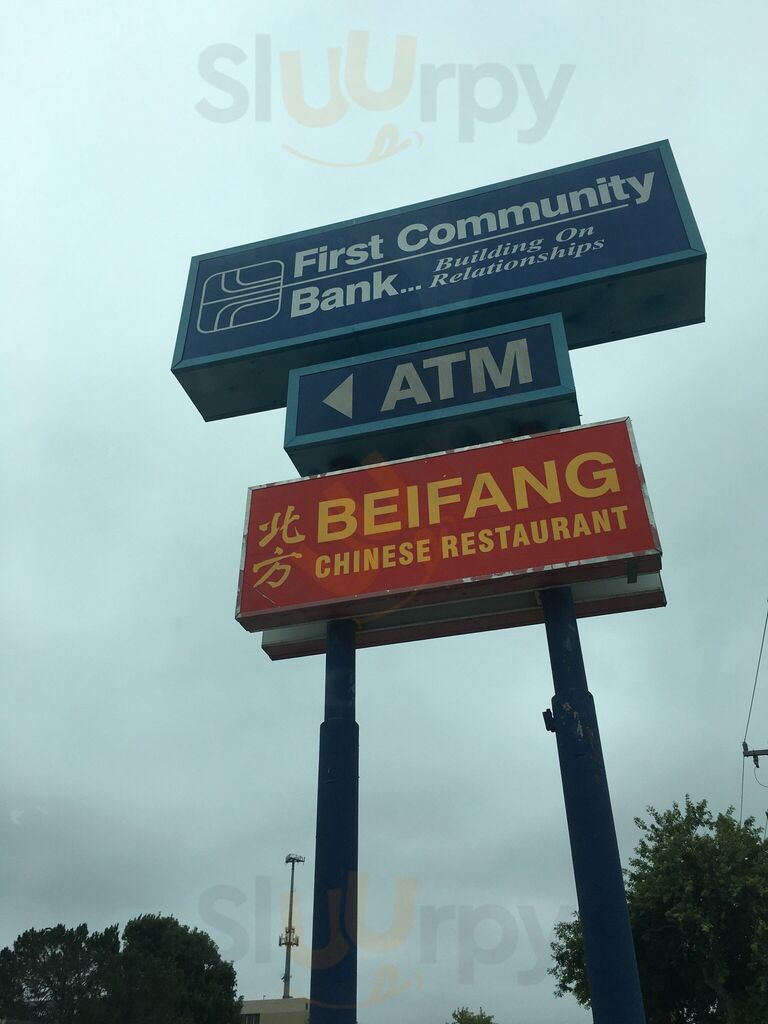 Sluurpy
First Community
Bank... Building On
Relationships
ATM
北方
BEIFANG
CHINESE RESTAURANT
Sluurpy